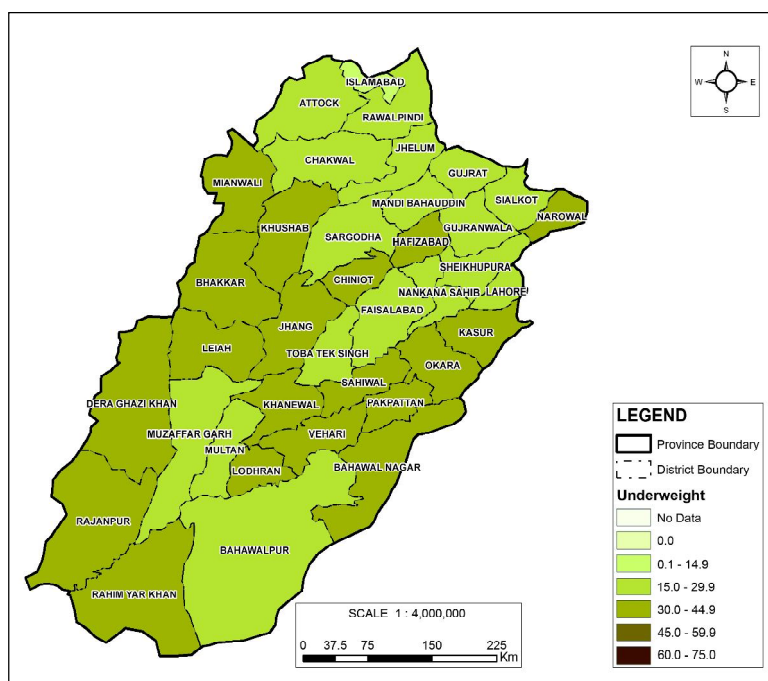 N
W E
S
ISLAMABAD
ATTOCK
RAWALPINDI
JHELUM
CHAKWAL
GUJRAT
MIANWALI
MANDI BAHAUDDIN
SIALKOT
NAROWAL
KHUSHAB
SARGODHA
HAFIZABAD
GUJRANWALA
SHEIKHUPURA
BHAKKAR
CHINIOT
NANKANA SAHIB
LAHORE
FAISALABAD
JHANG
KASUR
LEIAH
TOBA TEK SINGH
OKARA
SAHIWAL
DERA GHAZI KHAN
KHANEWAL
PAKPATTAN
MUZAFFAR GARH
VEHARI
MULTAN
LODHRAN
BAHAWAL NAGAR
RAJANPUR
BAHAWALPUR
RAHIM YAR KHAN
LEGEND
Province Boundary
District Boundary
Underweight
No Data
0.0
0.1 - 14.9
15.0 - 29.9
30.0 - 44.9
45.0 - 59.9
60.0 - 75.0
SCALE 1 : 4,000,000
0 37.5 75 150 225
Km